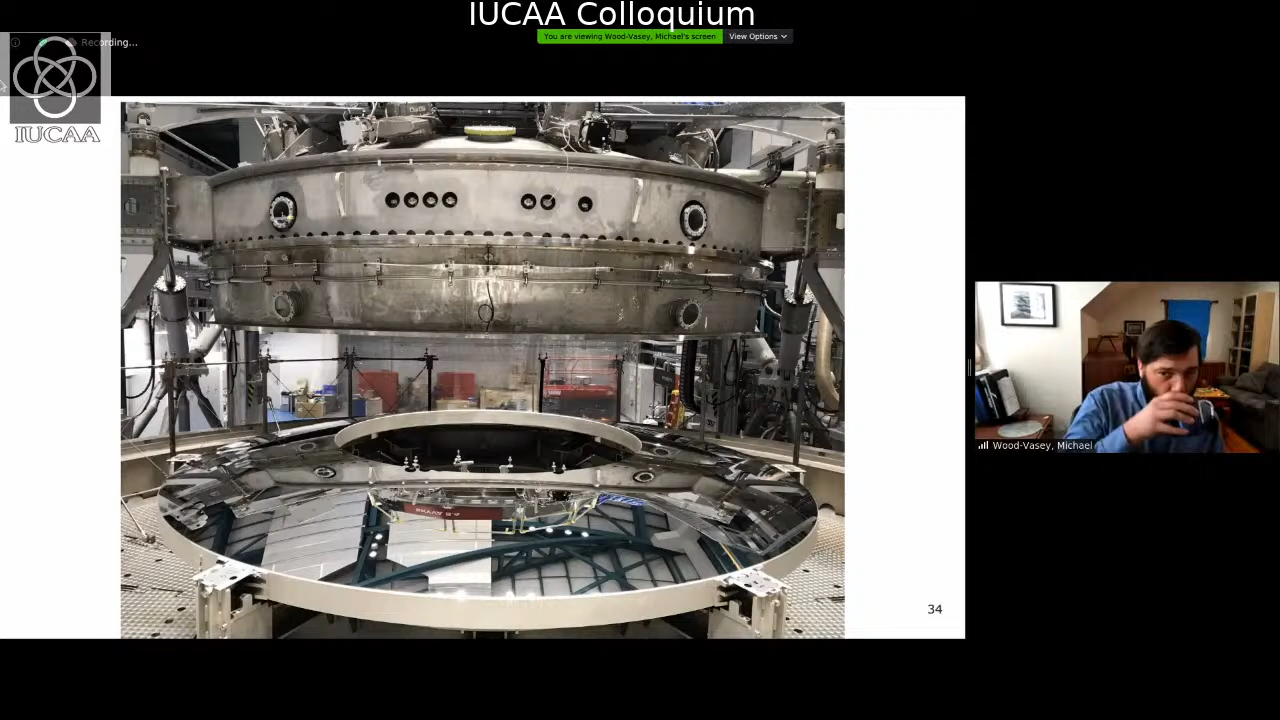 IUCAA Colloquium
You are viewing Wood-Vasey, Michael's screen View Options
Recording...
IUCAA
Wood-Vasey, Michael
34